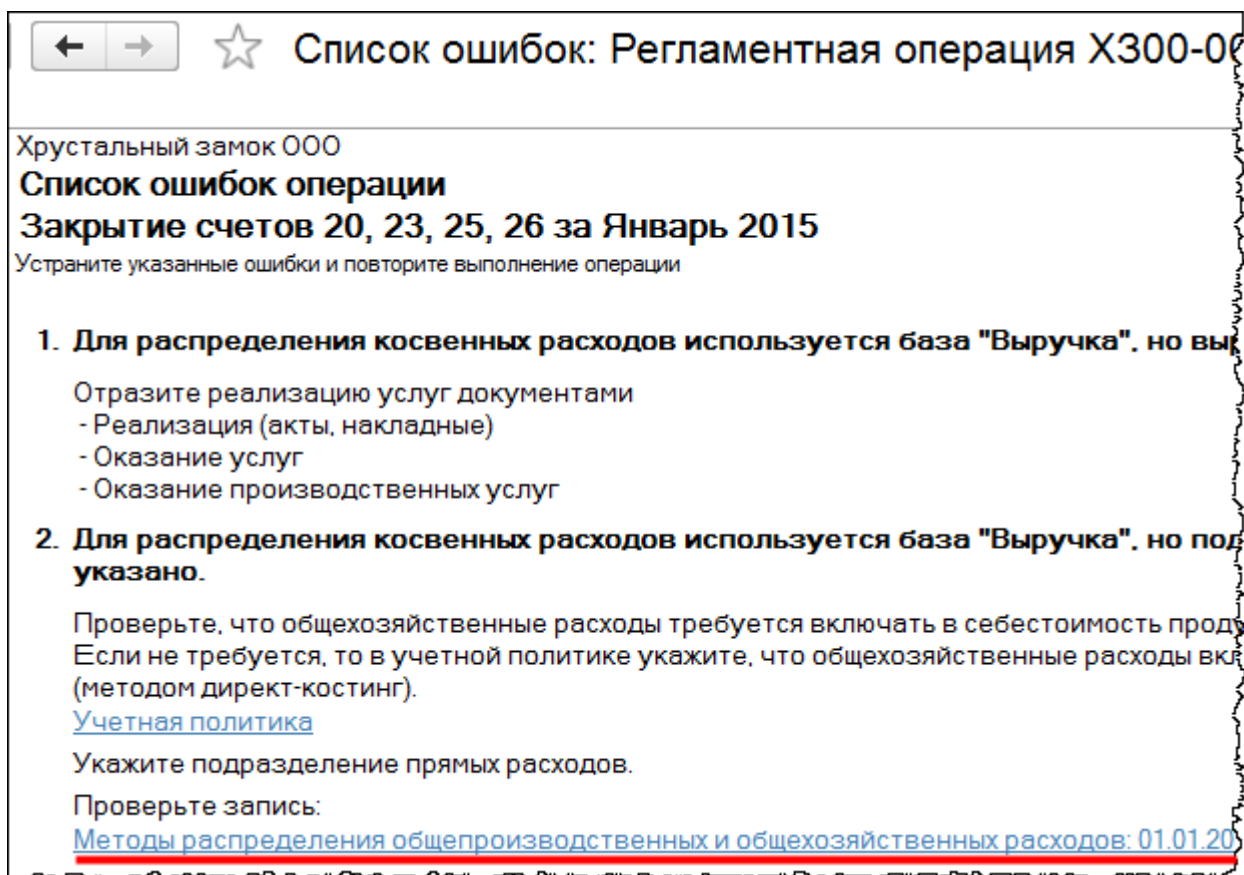 Список ошибок: Регламентная операция Х300-00
Хрустальный замок ООО
Список ошибок операции
Закрытие счетов 20, 23, 25, 26 за Январь 2015
Устраните указанные ошибки и повторите выполнение операции
1. Для распределения косвенных расходов используется база "Выручка", но выр
Отразите реализацию услуг документами
- Реализация (акты, накладные)
- Оказание услуг
- Оказание производственных услуг
2. Для распределения косвенных расходов используется база "Выручка", но под
указано.
Проверьте, что общехозяйственные расходы требуется включать в себестоимость проду
Если не требуется, то в учетной политике укажите, что общехозяйственные расходы вкл
(методом директ-костинг).
Учетная политика
Укажите подразделение прямых расходов.
Проверьте запись:
Методы распределения общепроизводственных и общехозяйственных расходов: 01.01.20